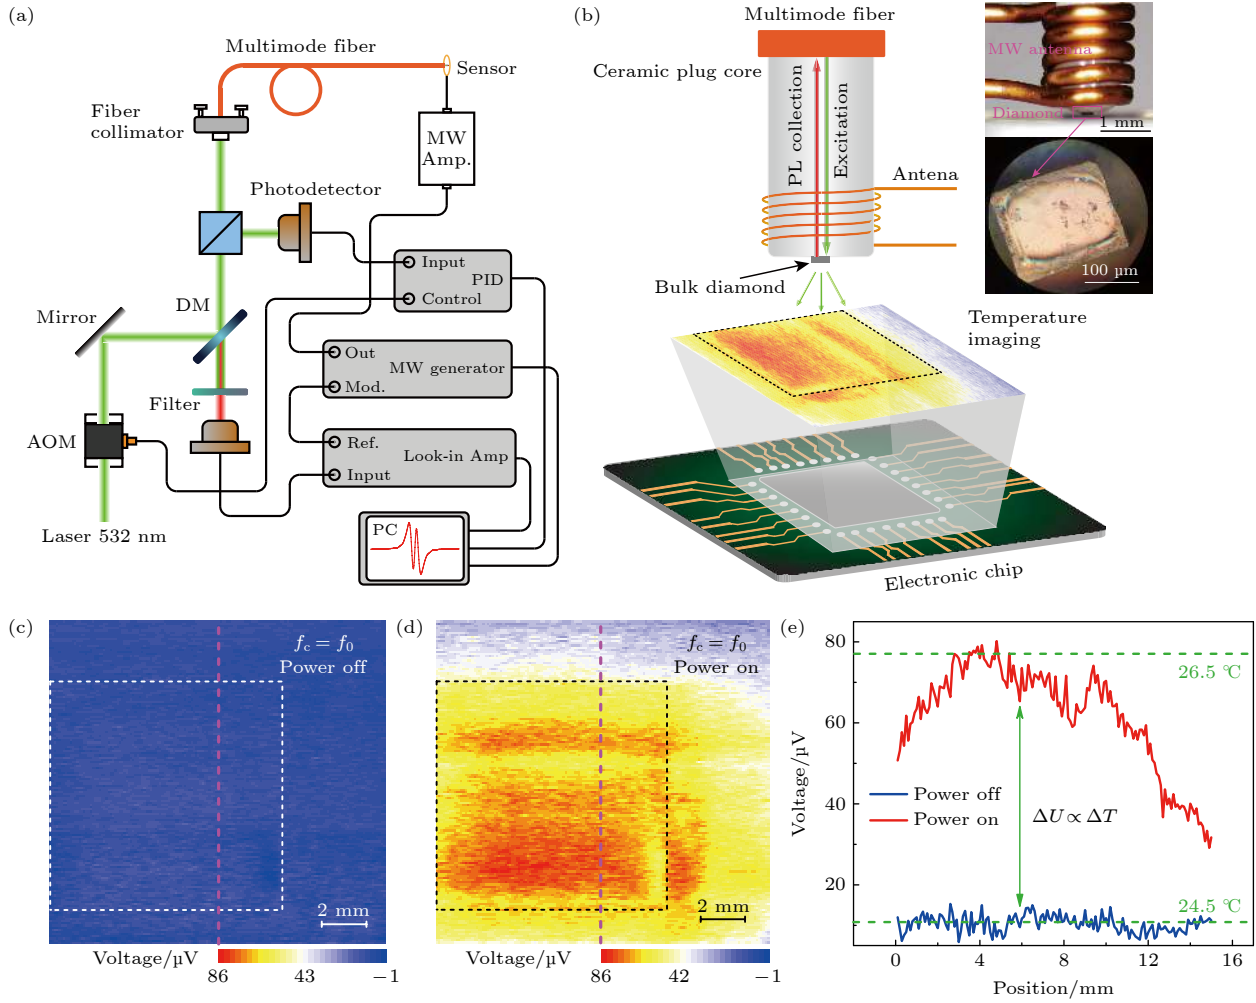 (a)
Multimode fiber
Sensor
Fiber
collimator
MW
Amp.
Photodetector
Input
PID
Control
DM
Mirror
Out
MW generator
Mod.
Filter
AOM
Ref.
Look-in Amp
Input
PC
Laser 532 nm
(b)
Multimode fiber
Ceramic plug core
PL collection
Excitation
Antena
Bulk diamond
MW antenna
Diamond
1 mm
100 µm
Temperature
imaging
Electronic chip
(c)
fc = f0
Power off
2 mm
Voltage/µV
86
43
−1
(d)
fc = f0
Power on
2 mm
Voltage/µV
86
42
−1
(e)
80
60
40
20
Voltage/µV
26.5 ℃
Power off
Power on
ΔU ∝ ΔT
24.5 ℃
0
4
8
12
16
Position/mm